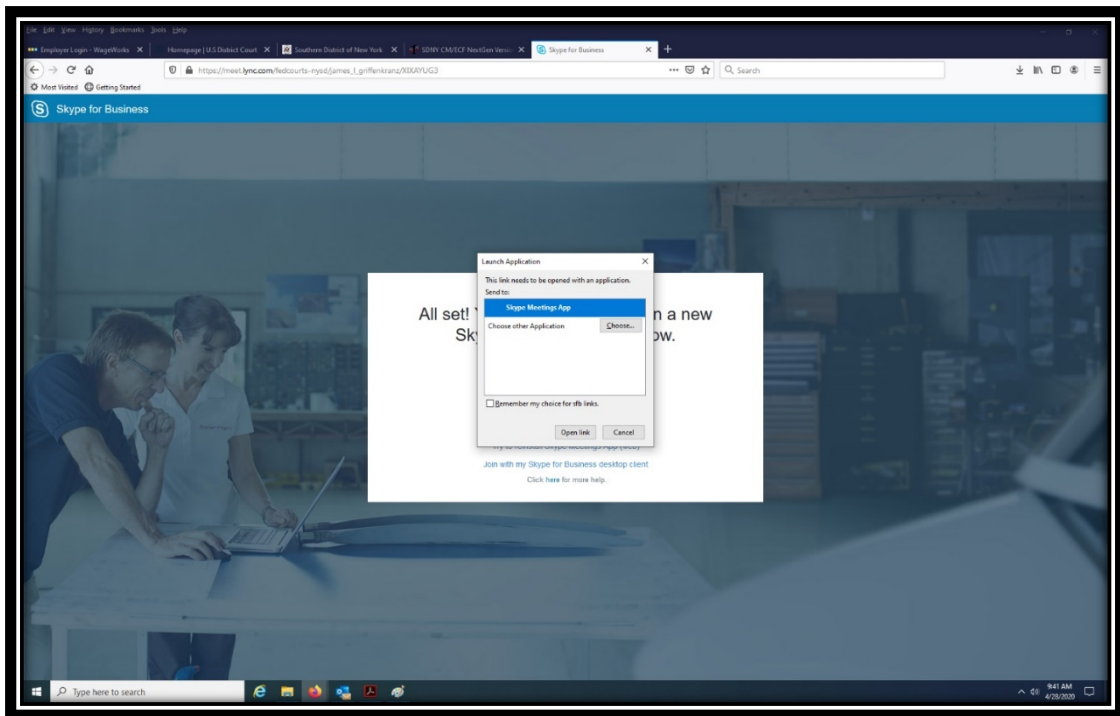 File Edit View History Bookmarks Tools Help
Employer Login - WageWorks
Homepage | U.S District Court
Southern District of New York
SDNY CM/ECF NextGen Versi
Skype for Business
https://meet.lync.com/fedcourts-nysd/james_l_griffenkranz/XIXAYUG3
Search
Most Visited
Getting Started
Skype for Business
Launch Application
This link needs to be opened with an application.
Send to:
Skype Meetings App
Choose other Application
Choose...
Remember my choice for sfb links.
Open link
Cancel
All set!
n a new
Sk
ow.
Join with my Skype for Business desktop client
Click here for more help.
Type here to search
9:41 AM
4/28/2020